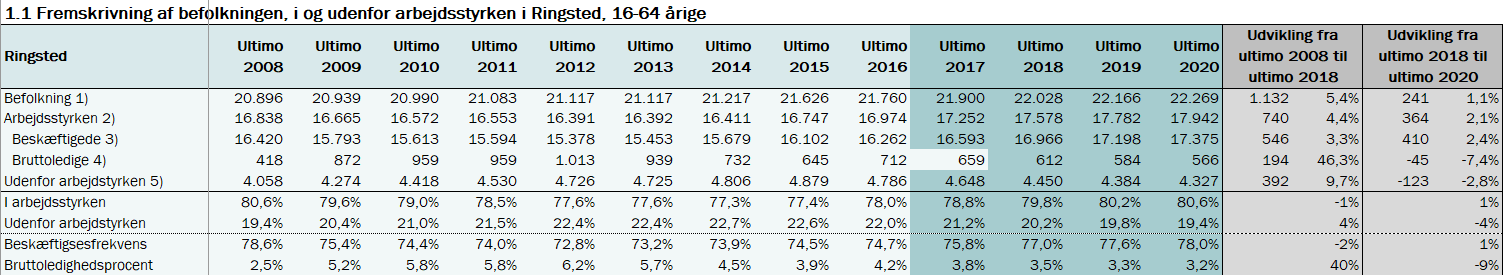 1.1 Fremskrivning af befolkningen, i og udenfor arbejdsstyrken i Ringsted, 16-64 årige
Ringsted Ultimo 2008 Ultimo 2009 Ultimo 2010 Ultimo 2011 Ultimo 2012 Ultimo 2013 Ultimo 2014 Ultimo 2015 Ultimo 2016 Ultimo 2017 Ultimo 2018 Ultimo 2019 Ultimo 2020 Udvikling fra ultimo 2008 til ultimo 2018 Udvikling fra ultimo 2018 til ultimo 2020
Befolkning 1) 20.896 20.939 20.990 21.083 21.117 21.117 21.217 21.626 21.760 21.900 22.028 22.166 22.269 1.132 5,4% 241 1,1%
Arbejdsstyrken 2) 16.838 16.665 16.572 16.553 16.391 16.392 16.411 16.747 16.974 17.252 17.578 17.782 17.942 740 4,4% 364 2,1%
Beskæftigede 3) 16.420 15.793 15.613 15.594 15.378 15.453 15.679 16.102 16.262 16.593 16.966 17.198 17.375 546 3,3% 410 2,4%
Bruttoledige 4) 418 872 959 959 1.013 939 732 645 712 659 612 584 566 194 46,3% -45 -7,4%
Udenfor arbejdstyrken 5) 4.058 4.274 4.418 4.530 4.726 4.725 4.806 4.879 4.786 4.648 4.450 4.384 4.327 392 9,7% -123 -2,8%
I arbejdsstyrken 80,6% 79,6% 79,0% 78,5% 77,6% 77,6% 77,3% 77,4% 78,0% 78,8% 79,8% 80,2% 80,6% -1% 1%
Udenfor arbejdstyrken 19,4% 20,4% 21,0% 21,5% 22,4% 22,4% 22,7% 22,6% 22,0% 21,2% 20,2% 19,8% 19,4% 4% -4%
Beskæftigsesfrekvens 78,6% 75,4% 74,4% 74,0% 72,8% 73,2% 73,9% 74,5% 74,7% 75,8% 77,0% 77,6% 78,0% -2% 1%
Bruttoledighedsprocent 2,5% 5,2% 5,8% 5,8% 6,2% 5,7% 4,5% 3,9% 4,2% 3,8% 3,5% 3,3% 3,2% 40% -9%